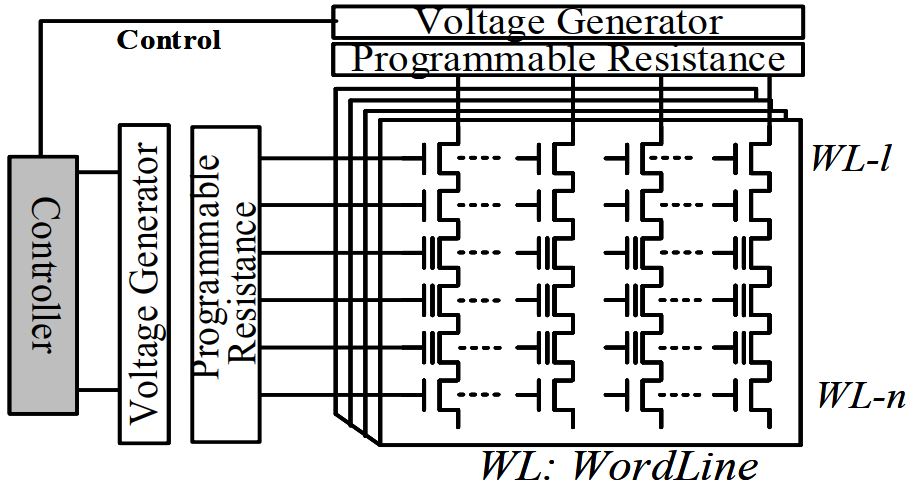 Voltage Generator
Control
Programmable Resistance
Controller
Voltage Generator
Programmable
Resistance
WL-l
WL-n
WL: WordLine